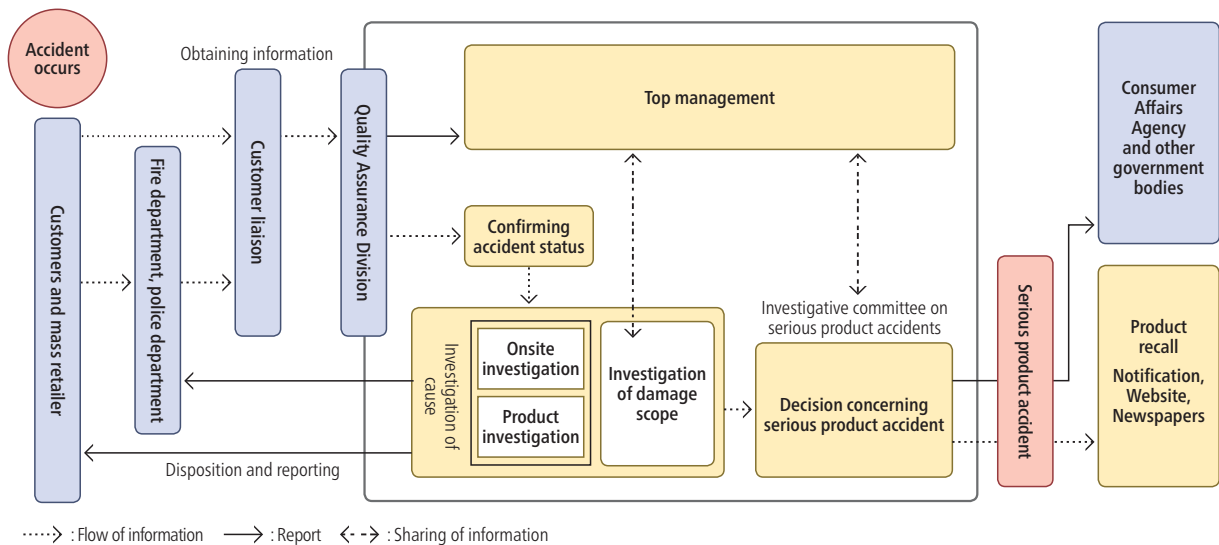 Accident
occurs
Obtaining information
Customers and mass retailer
Fire department, police department
Customer liaison
Quality Assurance Division
Top management
Confirming
accident status
Investigation of
cause
Onsite
investigation
Product
investigation
Investigation
of damage
scope
Investigative committee on
serious product accidents
Decision concerning
serious product accident
Serious product accident
Consumer
Affairs
Agency
and other
government
bodies
Product
recall
Notification,
Website,
Newspapers
Disposition and reporting
: Flow of information
: Report
: Sharing of information